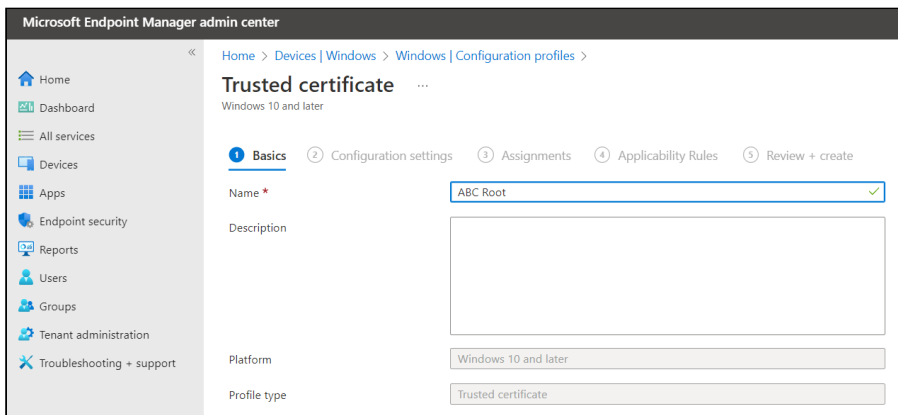 Microsoft Endpoint Manager admin center
«
Home > Devices | Windows > Windows | Configuration profiles >
Home
Trusted certificate ...
Dashboard
Windows 10 and later
All services
Devices
1 Basics 2 Configuration settings 3 Assignments 4 Applicability Rules 5 Review + create
Apps
Name * ABC Root
Endpoint security
Description
Reports
Users
Groups
Tenant administration
Troubleshooting + support
Platform Windows 10 and later
Profile type Trusted certificate